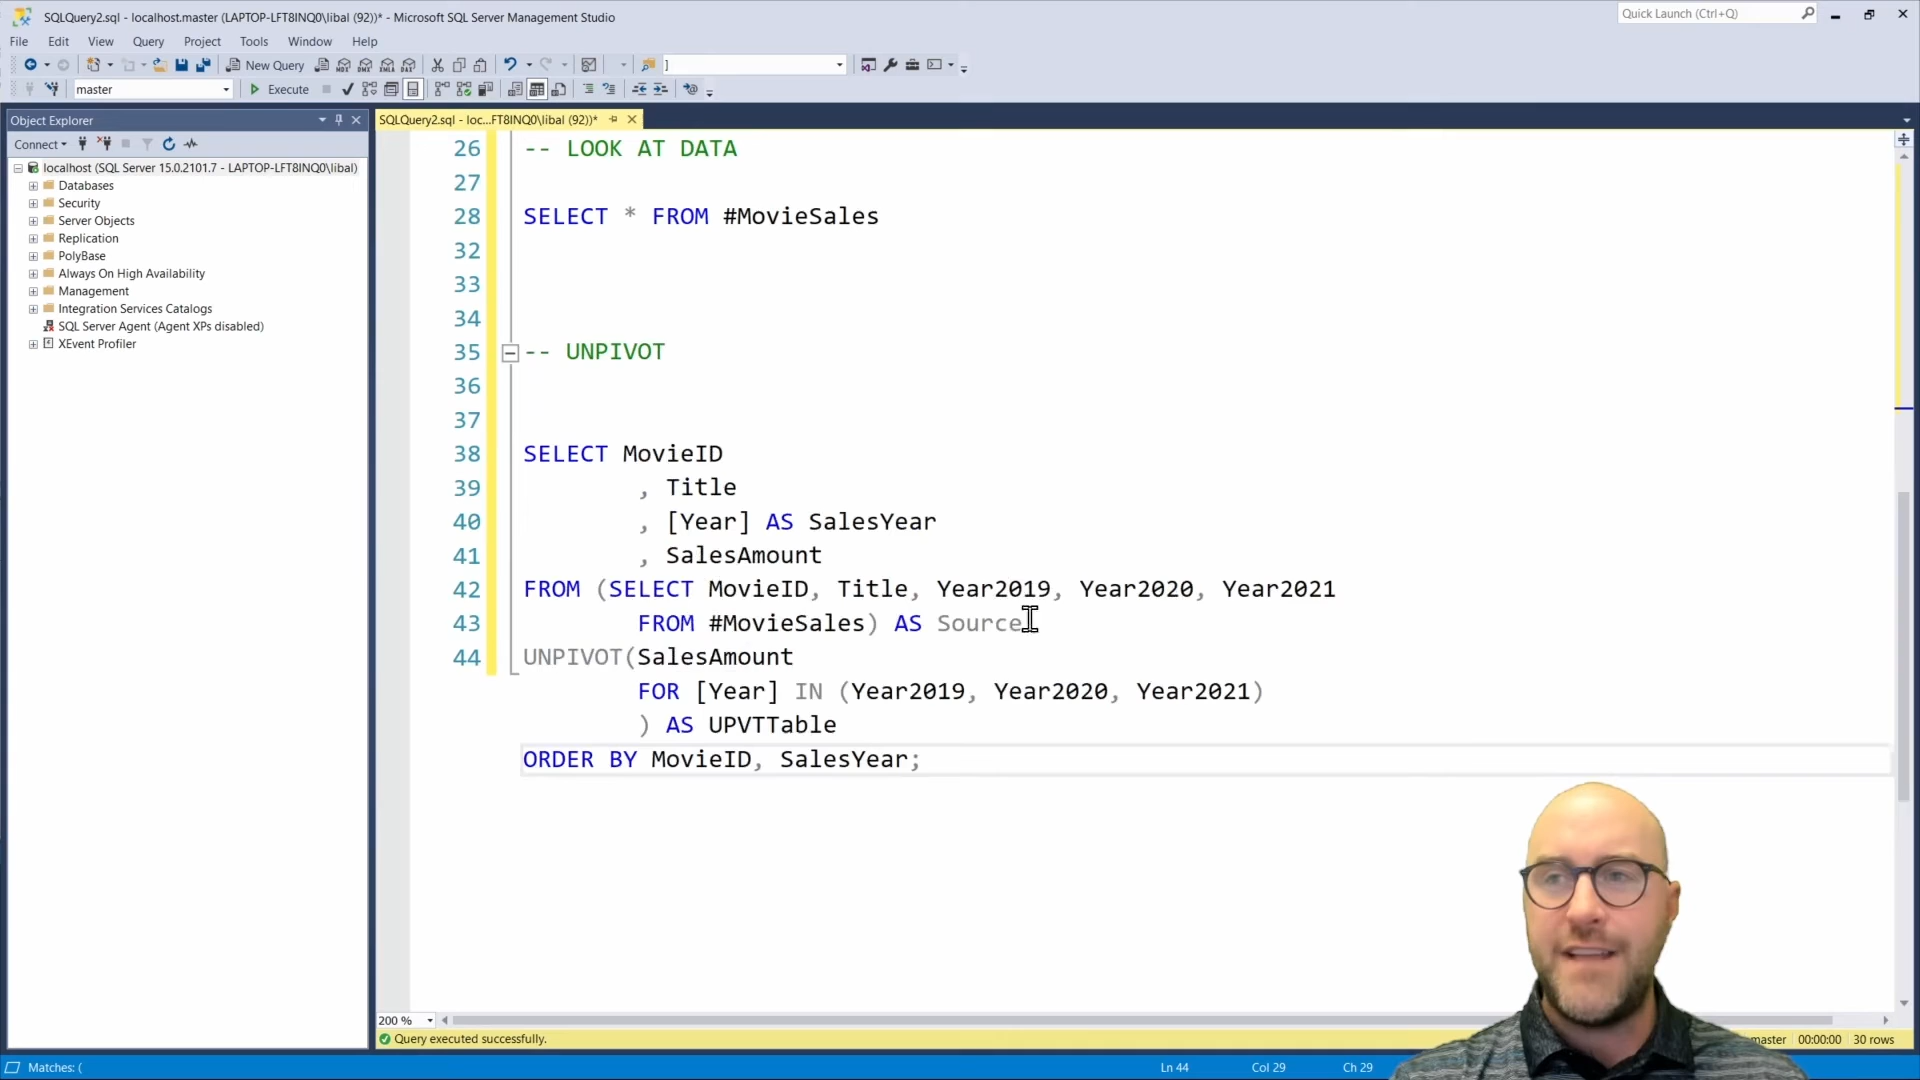 SQLQuery2.sql - localhost.master (LAPTOP-LFT8INQ0\libal (92))* - Microsoft SQL Server Management Studio
Quick Launch (Ctrl+Q)
File Edit View Query Project Tools Window Help
New Query
]
master
Execute
Object Explorer
Connect
localhost (SQL Server 15.0.2101.7 - LAPTOP-LFT8INQ0\libal)
Databases
Security
Server Objects
Replication
PolyBase
Always On High Availability
Management
Integration Services Catalogs
SQL Server Agent (Agent XPs disabled)
XEvent Profiler
SQLQuery2.sql - loc...FT8INQ0\libal (92))*
26 -- LOOK AT DATA
27
28 SELECT * FROM #MovieSales
32
33
34
35 -- UNPIVOT
36
37
38 SELECT MovieID
39 , Title
40 , [Year] AS SalesYear
41 , SalesAmount
42 FROM (SELECT MovieID, Title, Year2019, Year2020, Year2021
43 FROM #MovieSales) AS Source
44 UNPIVOT(SalesAmount
FOR [Year] IN (Year2019, Year2020, Year2021)
) AS UPVTTable
ORDER BY MovieID, SalesYear;
200 %
Query executed successfully.
master 00:00:00 30 rows
Matches: (
Ln 44 Col 29 Ch 29